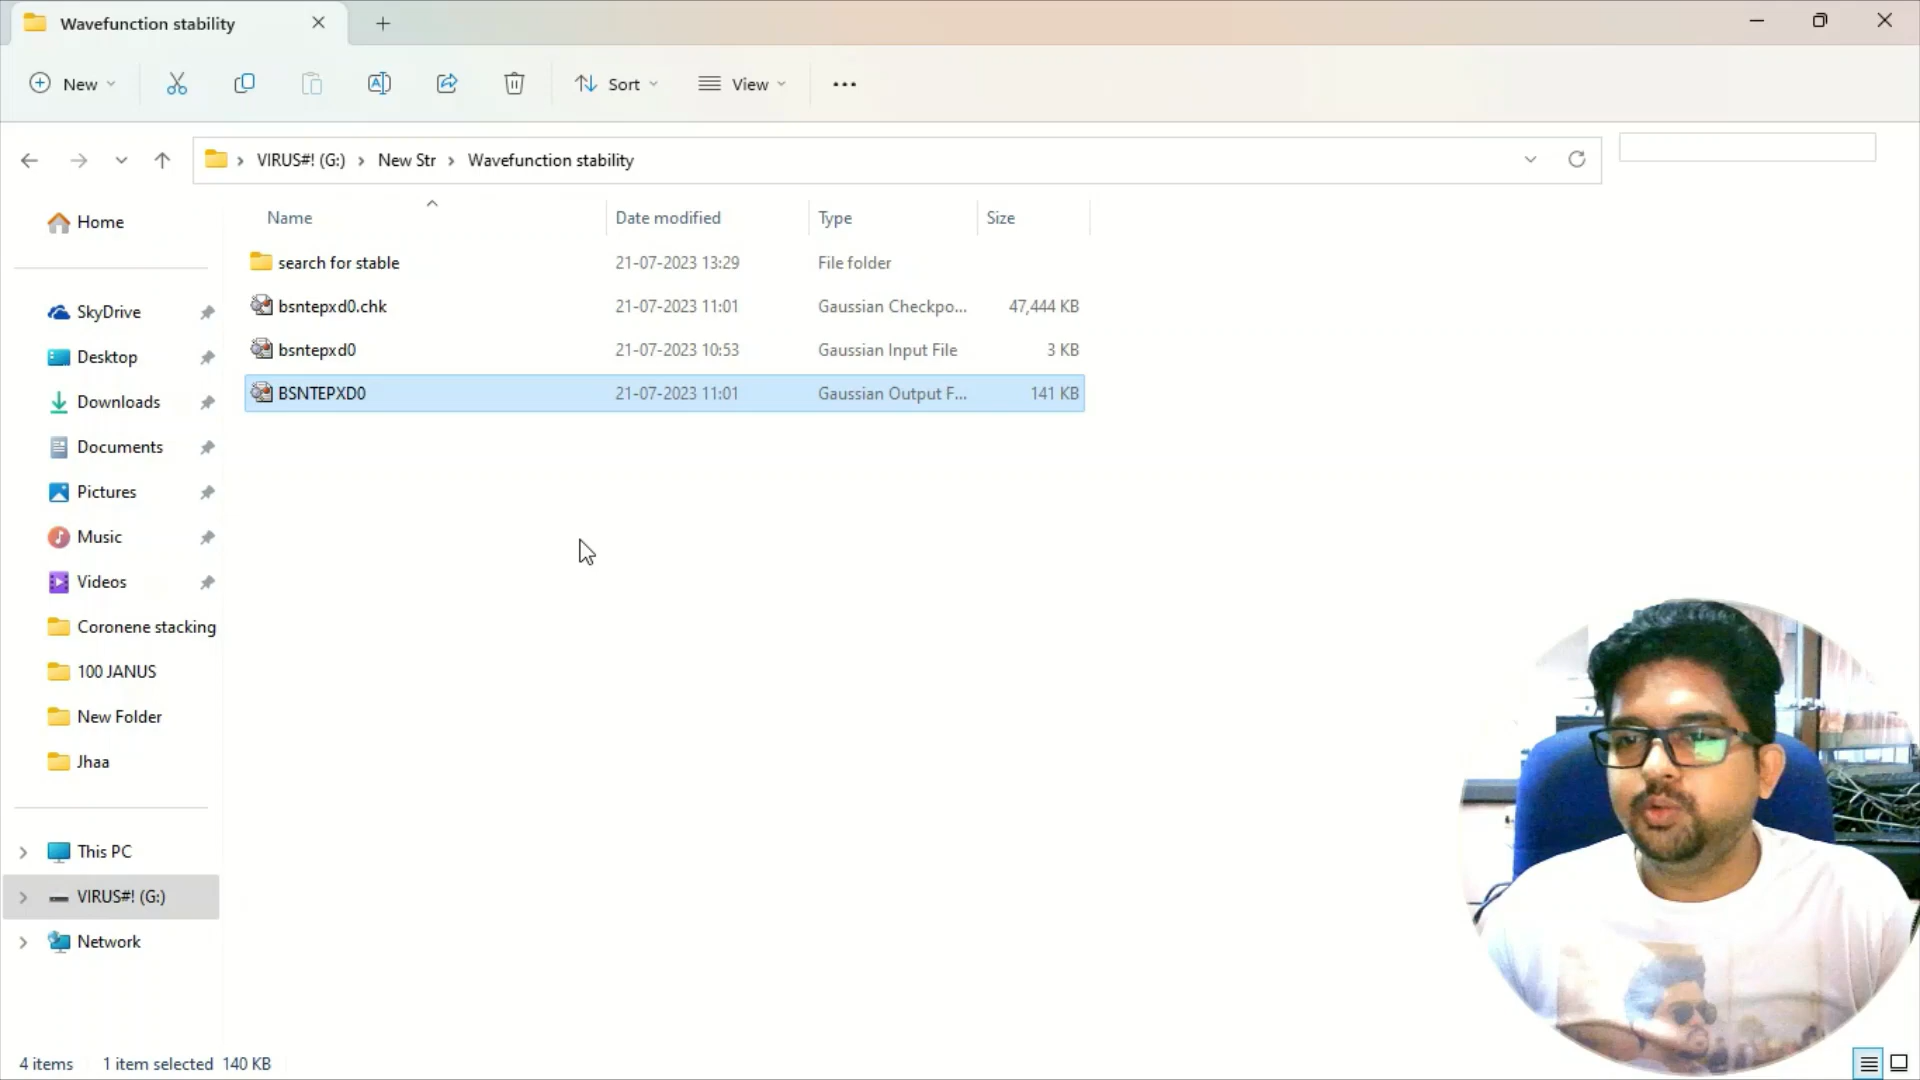 Wavefunction stability
New
Sort
View
VIRUS#! (G:) > New Str > Wavefunction stability
Name Date modified Type Size
search for stable 21-07-2023 13:29 File folder
bsntepxd0.chk 21-07-2023 11:01 Gaussian Checkpo... 47,444 KB
bsntepxd0 21-07-2023 10:53 Gaussian Input File 3 KB
BSNTEPXD0 21-07-2023 11:01 Gaussian Output F... 141 KB
Home
SkyDrive
Desktop
Downloads
Documents
Pictures
Music
Videos
Coronene stacking
100 JANUS
New Folder
Jhaa
This PC
VIRUS#! (G:)
Network
4 items 1 item selected 140 KB